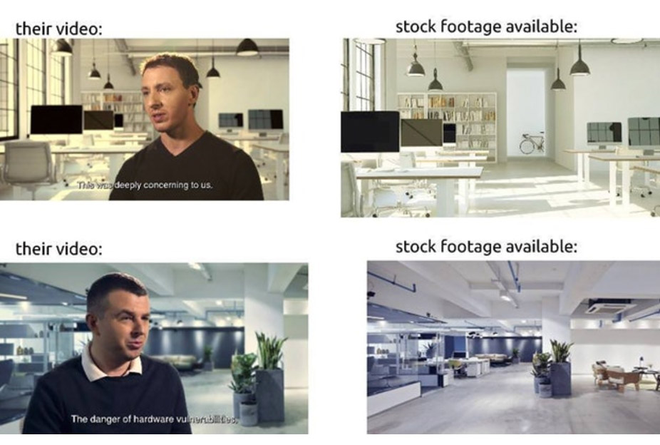 their video:
stock footage available:
This was deeply concerning to us.
their video:
stock footage available:
The danger of hardware vulnerabilities.